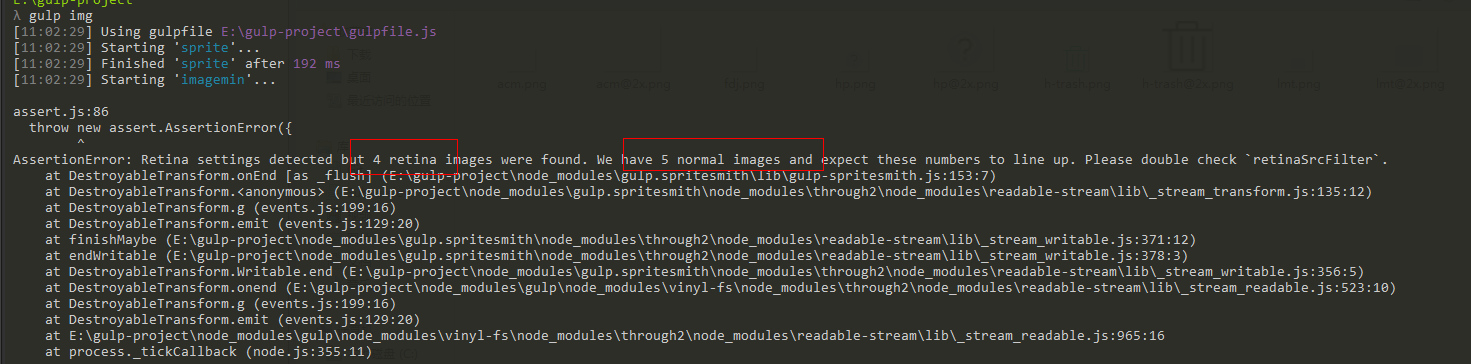 E:\gulp-project
λ gulp img
[11:02:29] Using gulpfile E:\gulp-project\gulpfile.js
[11:02:29] Starting 'sprite'...
[11:02:29] Finished 'sprite' after 192 ms
[11:02:29] Starting 'imagemin'...
assert.js:86
throw new assert.AssertionError({
^
AssertionError: Retina settings detected but 4 retina images were found. We have 5 normal images and expect these numbers to line up. Please double check `retinaSrcFilter`.
at DestroyableTransform.onEnd [as _flush] (E:\gulp-project\node_modules\gulp.spritesmith\lib\gulp-spritesmith.js:153:7)
at DestroyableTransform.<anonymous> (E:\gulp-project\node_modules\gulp.spritesmith\node_modules\through2\node_modules\readable-stream\lib\_stream_transform.js:135:12)
at DestroyableTransform.g (events.js:199:16)
at DestroyableTransform.emit (events.js:129:20)
at finishMaybe (E:\gulp-project\node_modules\gulp.spritesmith\node_modules\through2\node_modules\readable-stream\lib\_stream_writable.js:371:12)
at endWritable (E:\gulp-project\node_modules\gulp.spritesmith\node_modules\through2\node_modules\readable-stream\lib\_stream_writable.js:378:3)
at DestroyableTransform.Writable.end (E:\gulp-project\node_modules\gulp.spritesmith\node_modules\through2\node_modules\readable-stream\lib\_stream_writable.js:356:5)
at DestroyableTransform.onend (E:\gulp-project\node_modules\gulp\node_modules\vinyl-fs\node_modules\through2\node_modules\readable-stream\lib\_stream_readable.js:523:10)
at DestroyableTransform.g (events.js:199:16)
at DestroyableTransform.emit (events.js:129:20)
at E:\gulp-project\node_modules\gulp\node_modules\vinyl-fs\node_modules\through2\node_modules\readable-stream\lib\_stream_readable.js:965:16
at process._tickCallback (node.js:355:11)